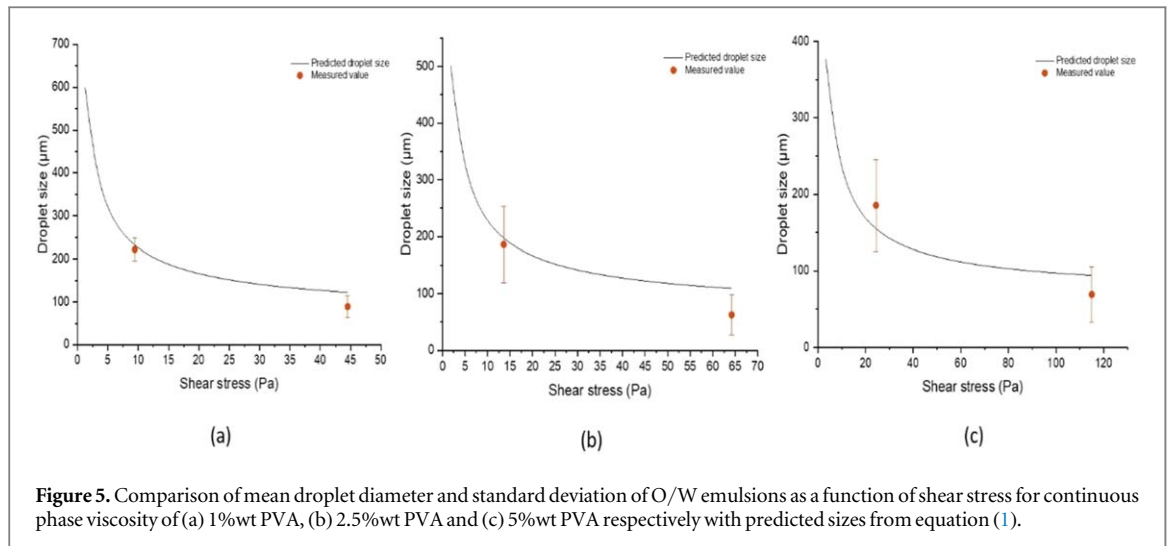 700
600
500
400
300
200
100
0
Droplet size (µm)
Predicted droplet size
Measured value
0 5 10 15 20 25 30 35 40 45 50
Shear stress (Pa)
(a)
500
400
300
200
100
0
Droplet size (µm)
Predicted droplet size
Measured value
0 5 10 15 20 25 30 35 40 45 50 55 60 65 70
Shear stress (Pa)
(b)
400
300
200
100
0
Droplet size (µm)
Predicted droplet size
Measured value
0 20 40 60 80 100 120
Shear stress (Pa)
(c)
Figure 5. Comparison of mean droplet diameter and standard deviation of O/W emulsions as a function of shear stress for continuous
phase viscosity of (a) 1%wt PVA, (b) 2.5%wt PVA and (c) 5%wt PVA respectively with predicted sizes from equation (1).